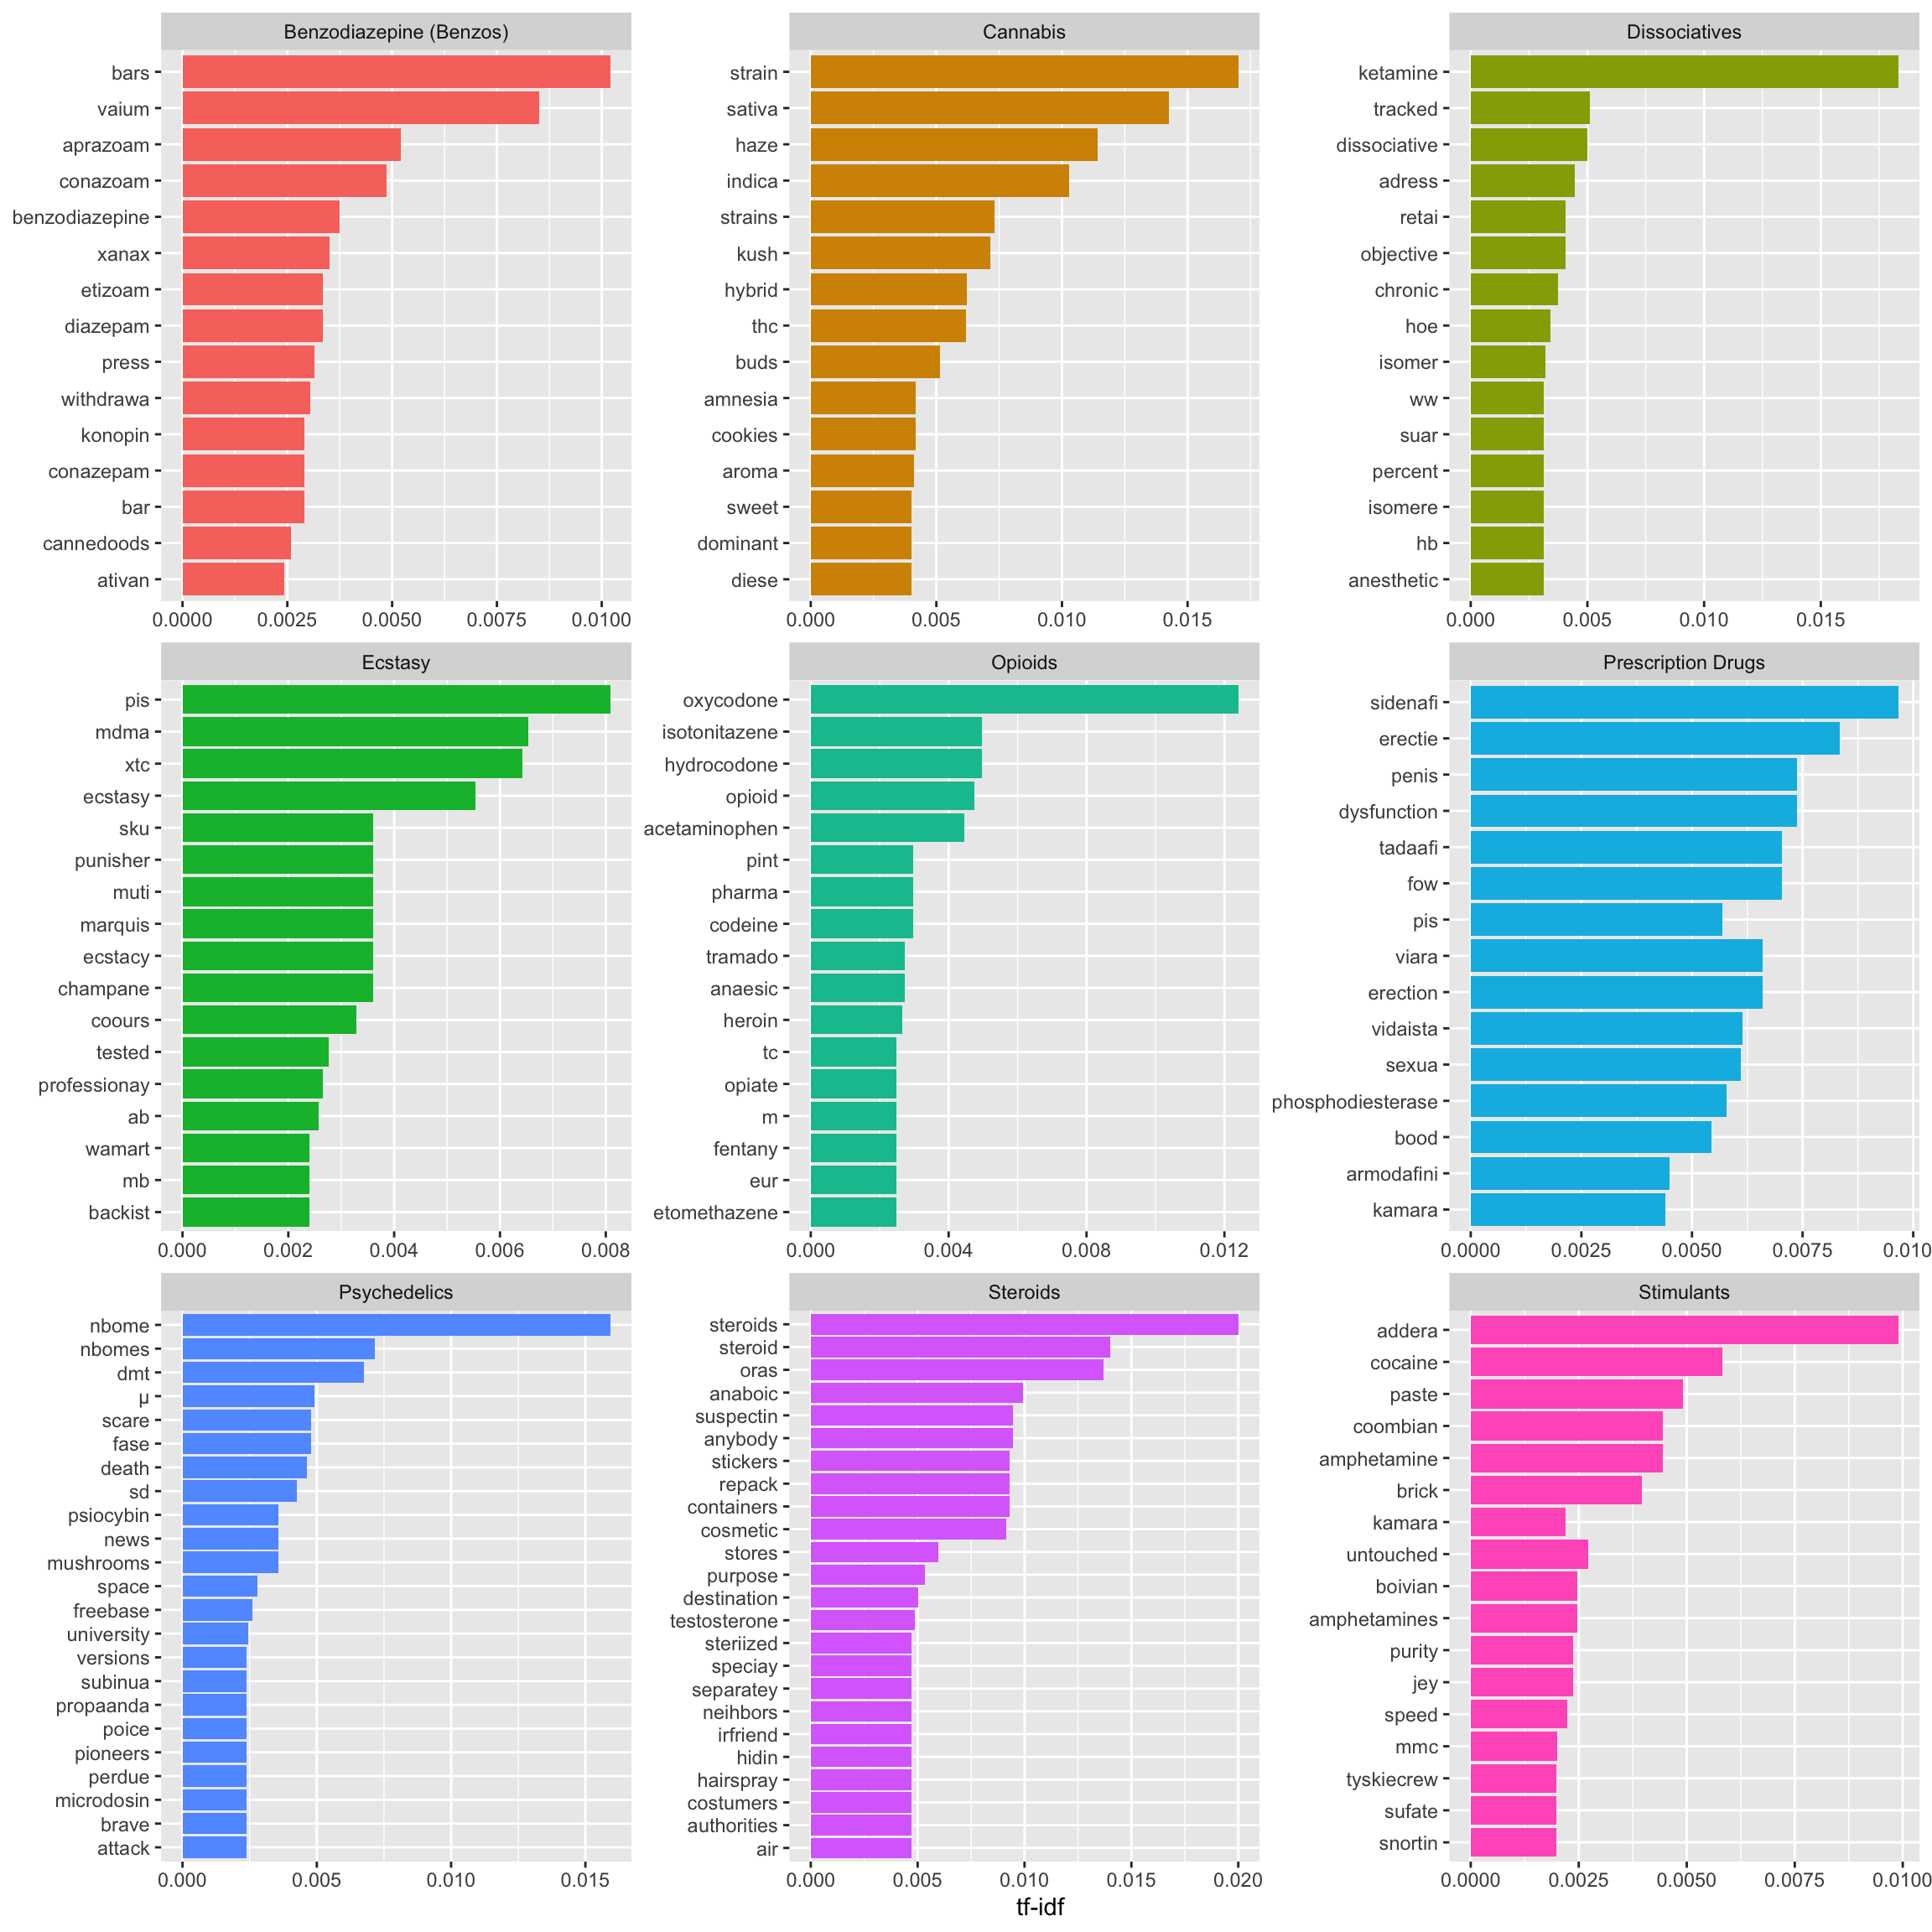 Benzodiazepine (Benzos)
bars
vaium
aprazoam
conazoam
benzodiazepine
xanax
etizoam
diazepam
press
withdrawa
konopin
conazepam
bar
cannedoods
ativan
0.0000 0.0025 0.0050 0.0075 0.0100
Cannabis
strain
sativa
haze
indica
strains
kush
hybrid
thc
buds
amnesia
cookies
aroma
sweet
dominant
diese
0.000 0.005 0.010 0.015
Dissociatives
ketamine
tracked
dissociative
adress
retai
objective
chronic
hoe
isomer
ww
suar
percent
isomere
hb
anesthetic
0.000 0.005 0.010 0.015
Ecstasy
pis
mdma
xtc
ecstasy
sku
punisher
muti
marquis
ecstacy
champane
coours
tested
professionay
ab
wamart
mb
backist
0.000 0.002 0.004 0.006 0.008
Opioids
oxycodone
isotonitazene
hydrocodone
opioid
acetaminophen
pint
pharma
codeine
tramado
anaesic
heroin
tc
opiate
m
fentany
eur
etomethazene
0.000 0.004 0.008 0.012
Prescription Drugs
sidenafi
erectie
penis
dysfunction
tadaafi
fow
pis
viara
erection
vidaista
sexua
phosphodiesterase
bood
armodafini
kamara
0.0000 0.0025 0.0050 0.0075 0.010
Psychedelics
nbome
nbomes
dmt
µ
scare
fase
death
sd
psiocybin
news
mushrooms
space
freebase
university
versions
subinua
propaanda
poice
pioneers
perdue
microdosin
brave
attack
0.000 0.005 0.010 0.015
Steroids
steroids
steroid
oras
anaboic
suspectin
anybody
stickers
repack
containers
cosmetic
stores
purpose
destination
testosterone
steriized
speciay
separatey
neihbors
irfriend
hidin
hairspray
costumers
authorities
air
0.000 0.005 0.010 0.015 0.020
Stimulants
addera
cocaine
paste
coombian
amphetamine
brick
kamara
untouched
boivian
amphetamines
purity
jey
speed
mmc
tyskiecrew
sufate
snortin
0.0000 0.0025 0.0050 0.0075 0.0100
tf-idf